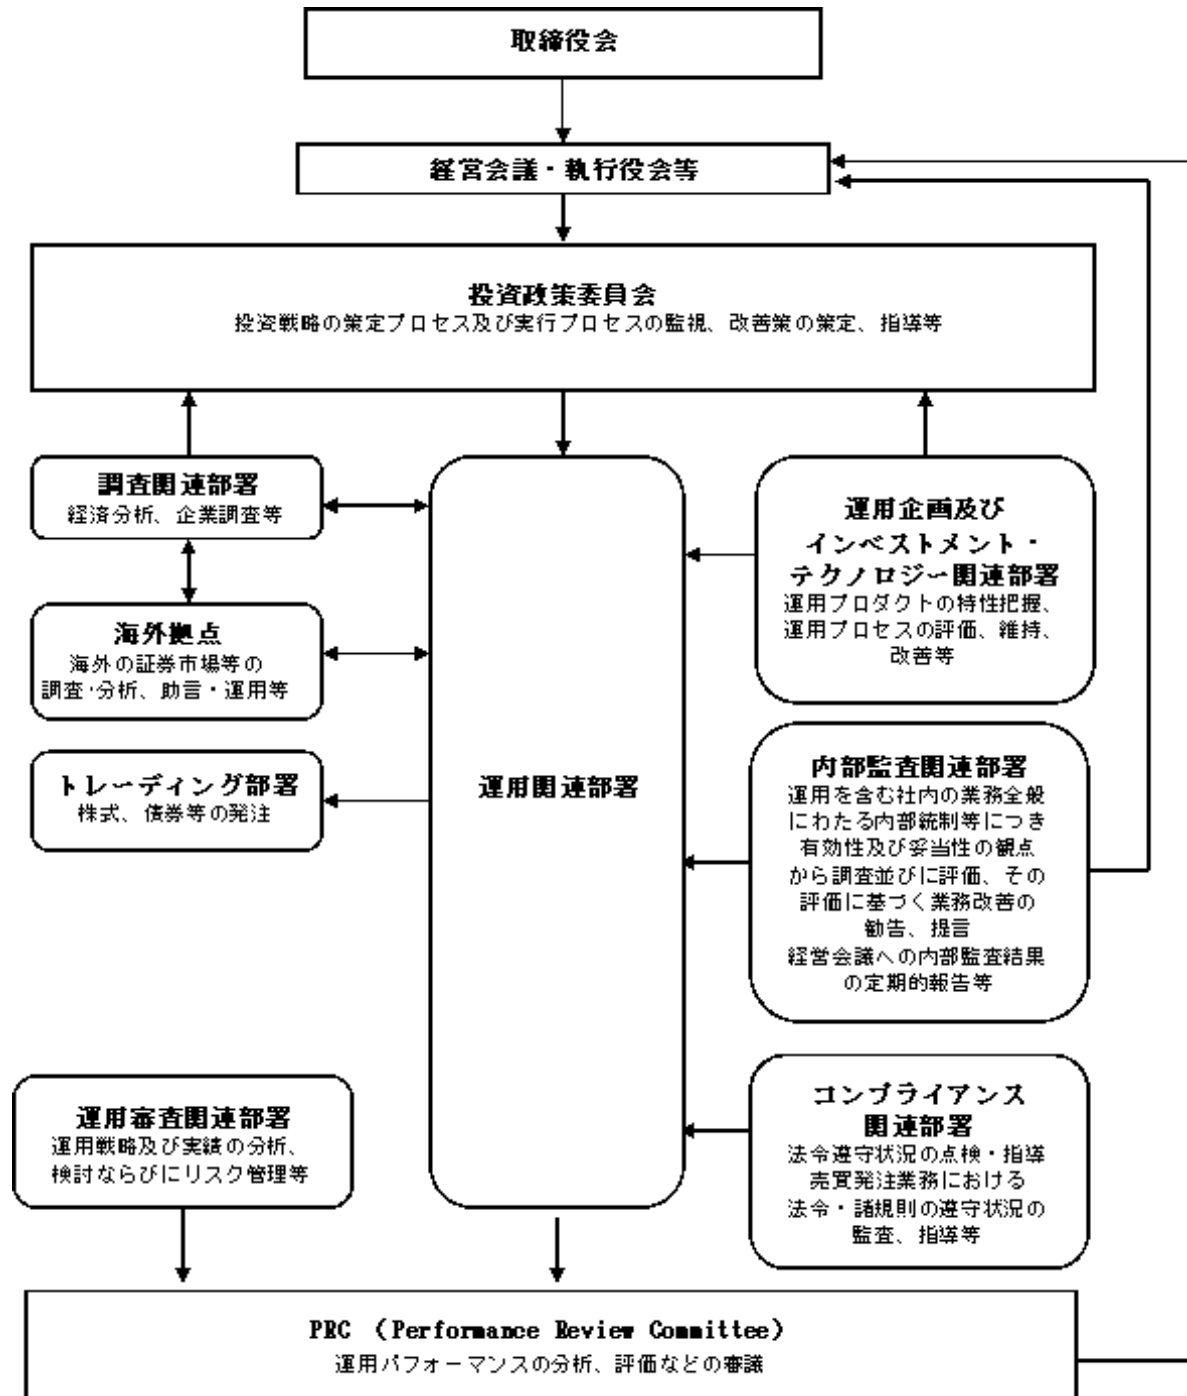 取締役会
経営会議・執行役会等
投資政策委員会
投資戦略の策定プロセス及び実行プロセスの監視、改善策の策定、指導等
調査関連部署
経済分析、企業調査等
海外拠点
海外の証券市場等の
調査・分析、助言・運用等
トレーディング部署
株式、債券等の発注
運用審査関連部署
運用戦略及び実績の分析、
検討ならびにリスク管理等
運用関連部署
運用企画及び
インベストメント・
テクノロジー関連部署
運用プロダクトの特性把握、
運用プロセスの評価、維持、
改善等
内部監査関連部署
運用を含む社内の業務全般
にわたる内部統制等につき
有効性及び妥当性の観点
から調査並びに評価、その
評価に基づく業務改善の
勧告、提言
経営会議への内部監査結果
の定期的報告等
コンプライアンス
関連部署
法令遵守状況の点検・指導
売買発注業務における
法令・諸規則の遵守状況の
監査、指導等
PRC （Performance Review Committee）
運用パフォーマンスの分析、評価などの審議